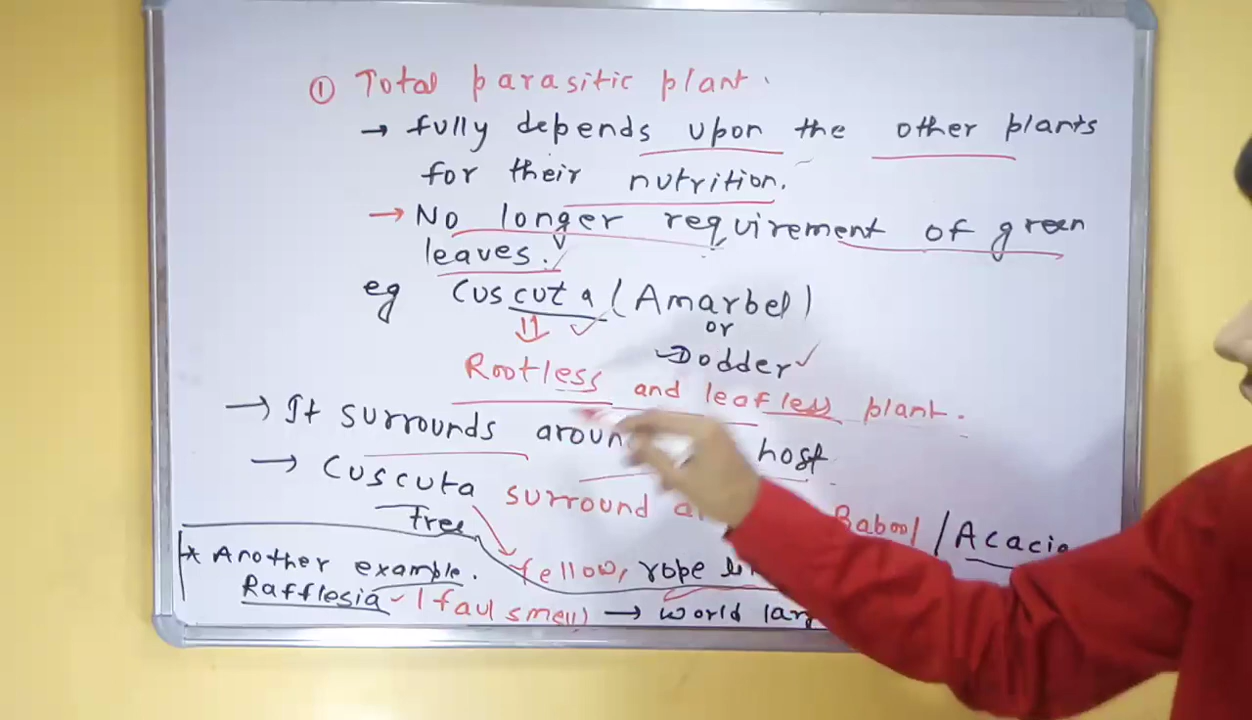 ① Total parasitic plant.
→ fully depends upon the other plants
for their nutrition.
→ No longer requirement of green
leaves.
eg Cuscuta (Amarbel)
or
Dodder
Rootless and leafless plant.
→ It surrounds aroun host.
→ Cuscuta surround a Babool / Acacia
tree
* Another example. Yellow, rope li
Rafflesia (faul smell) → world lar